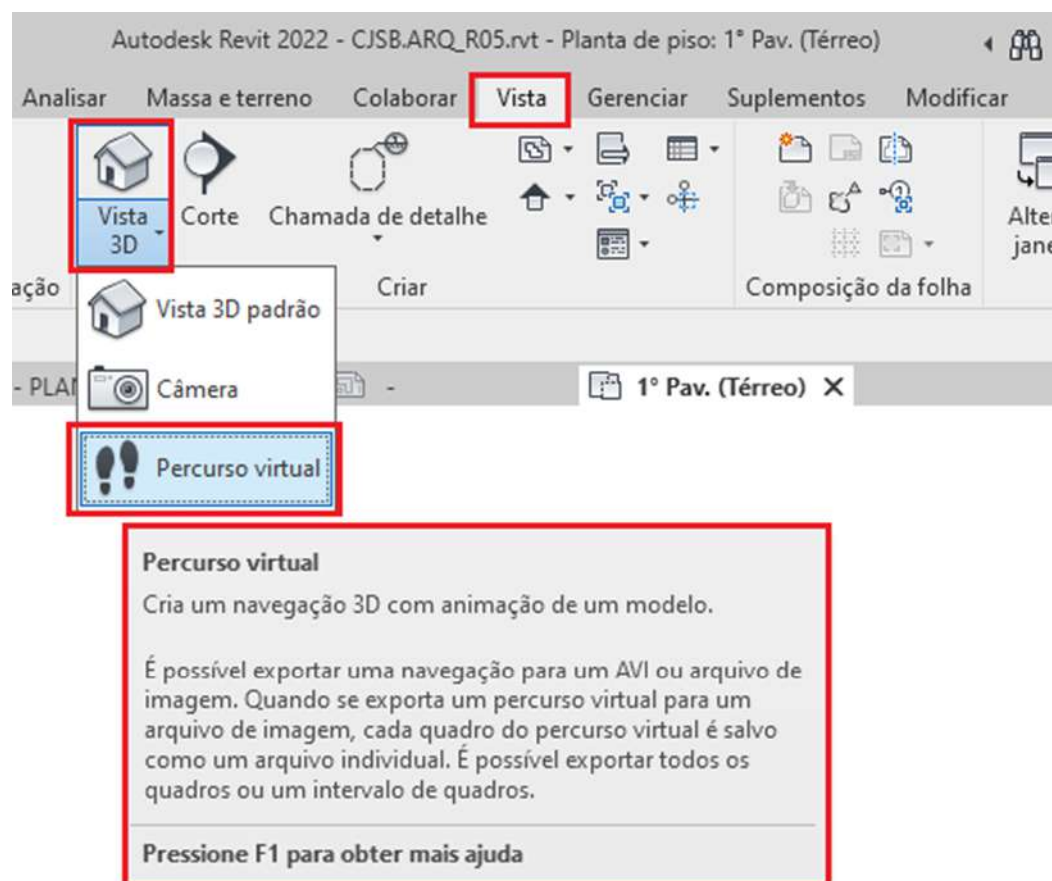 Autodesk Revit 2022 - CJSB.ARQ_R05.rvt - Planta de piso: 1° Pav. (Térreo)
Analisar Massa e terreno Colaborar Vista Gerenciar Suplementos Modificar
Vista 3D
Corte
Chamada de detalhe
Criar
Composição da folha
Vista 3D padrão
Câmera
1° Pav. (Térreo)
Percurso virtual
Percurso virtual
Cria um navegação 3D com animação de um modelo.
É possível exportar uma navegação para um AVI ou arquivo de
imagem. Quando se exporta um percurso virtual para um
arquivo de imagem, cada quadro do percurso virtual é salvo
como um arquivo individual. É possível exportar todos os
quadros ou um intervalo de quadros.
Pressione F1 para obter mais ajuda